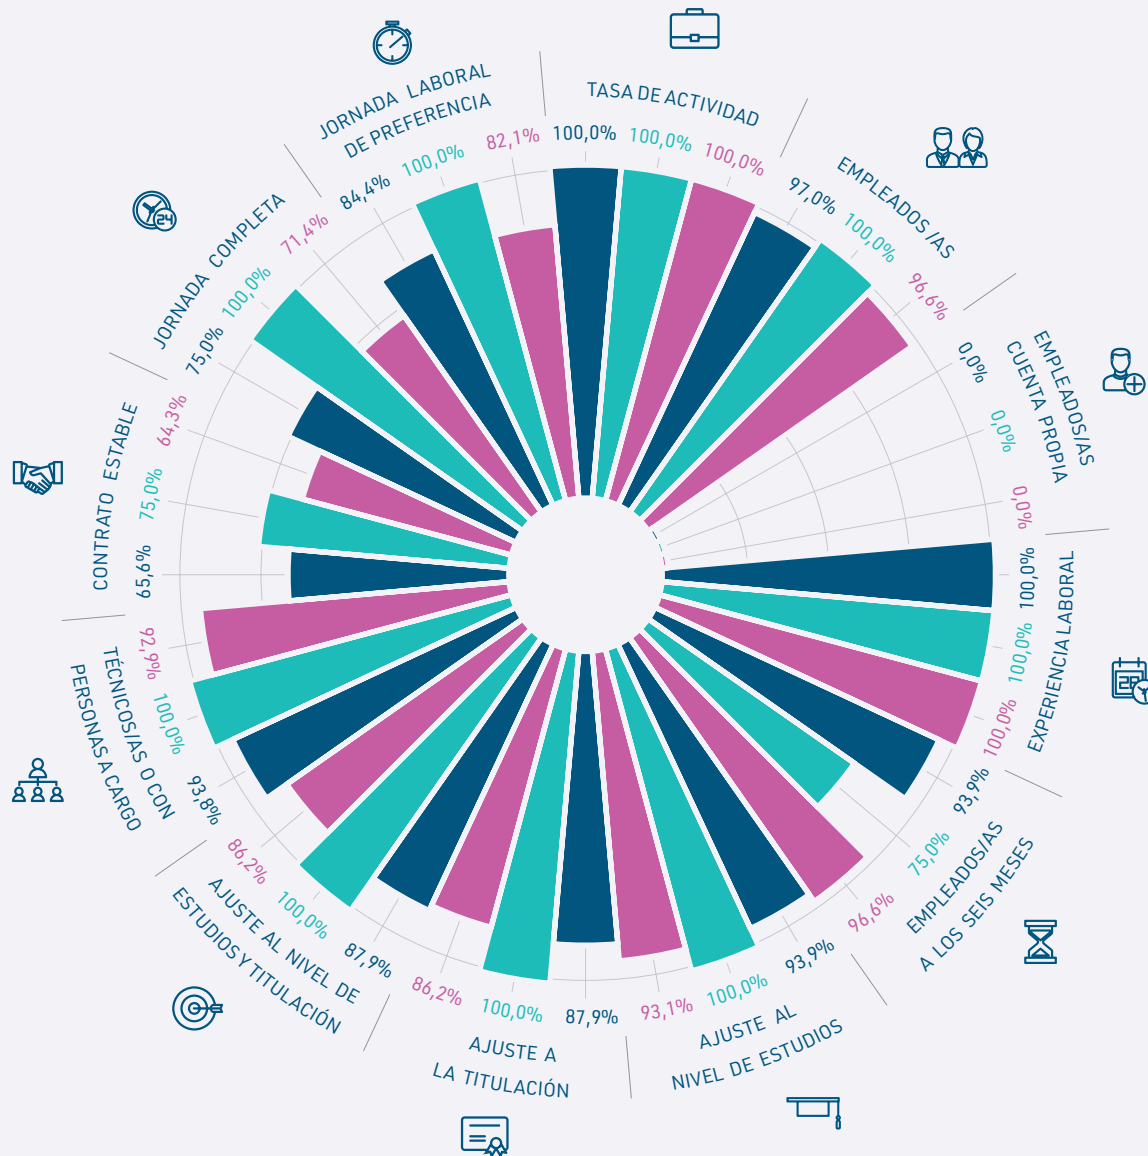 TASA DE ACTIVIDAD
100,0%
100,0%
100,0%
EMPLEADOS /AS
97,0%
100,0%
96,6%
EMPLEADOS/AS
CUENTA PROPIA
0,0%
0,0%
0,0%
EXPERIENCIA LABORAL
100,0%
100,0%
100,0%
EMPLEADOS/AS
A LOS SEIS MESES
93,9%
75,0%
96,6%
AJUSTE AL
NIVEL DE ESTUDIOS
93,9%
100,0%
93,1%
AJUSTE A
LA TITULACIÓN
87,9%
100,0%
86,2%
AJUSTE AL NIVEL DE
ESTUDIOS Y TITULACIÓN
87,9%
100,0%
86,2%
TÉCNICOS/AS O CON
PERSONAS A CARGO
93,8%
100,0%
92,9%
CONTRATO ESTABLE
65,6%
75,0%
64,3%
JORNADA COMPLETA
75,0%
100,0%
71,4%
JORNADA LABORAL
DE PREFERENCIA
84,4%
100,0%
82,1%
24